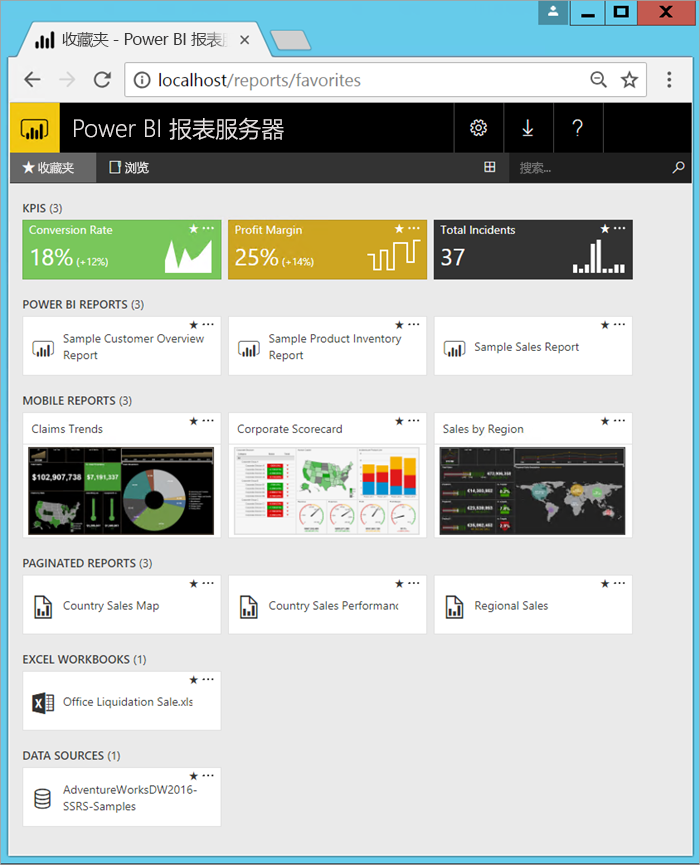 收藏夹 - Power BI 报表
localhost/reports/favorites
Power BI 报表服务器
?
收藏夹
浏览
搜索...
KPIS (3)
Conversion Rate
18% (+12%)
Profit Margin
25% (+14%)
Total Incidents
37
POWER BI REPORTS (3)
Sample Customer Overview
Report
Sample Product Inventory
Report
Sample Sales Report
MOBILE REPORTS (3)
Claims Trends
Corporate Scorecard
Sales by Region
$102,907,738
$7,191,337
PAGINATED REPORTS (3)
Country Sales Map
Country Sales Performanc
Regional Sales
EXCEL WORKBOOKS (1)
Office Liquidation Sale.xls
DATA SOURCES (1)
AdventureWorksDW2016-
SSRS-Samples